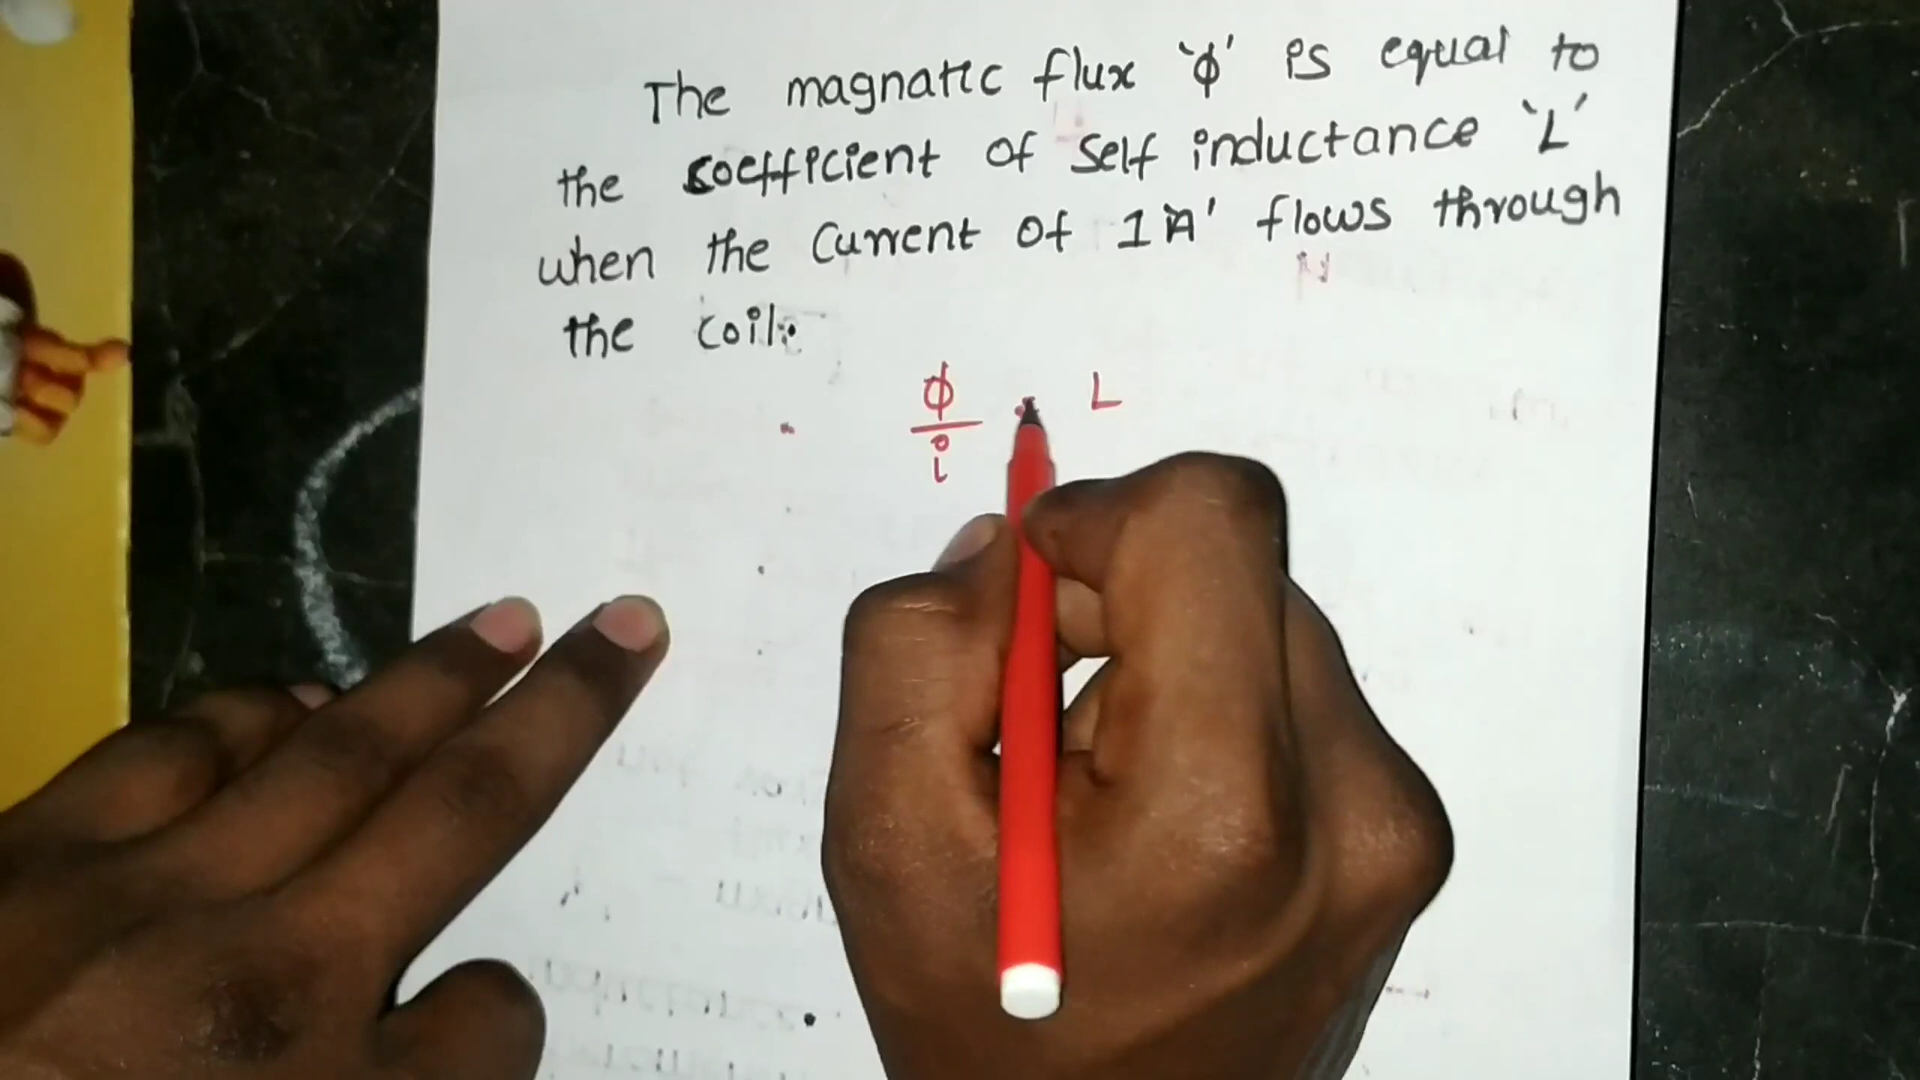 The magnatic flux 'ϕ' is equal to
the coefficient of self inductance 'L'
when the current of 1'A' flows through
the coil.
ϕ L
i